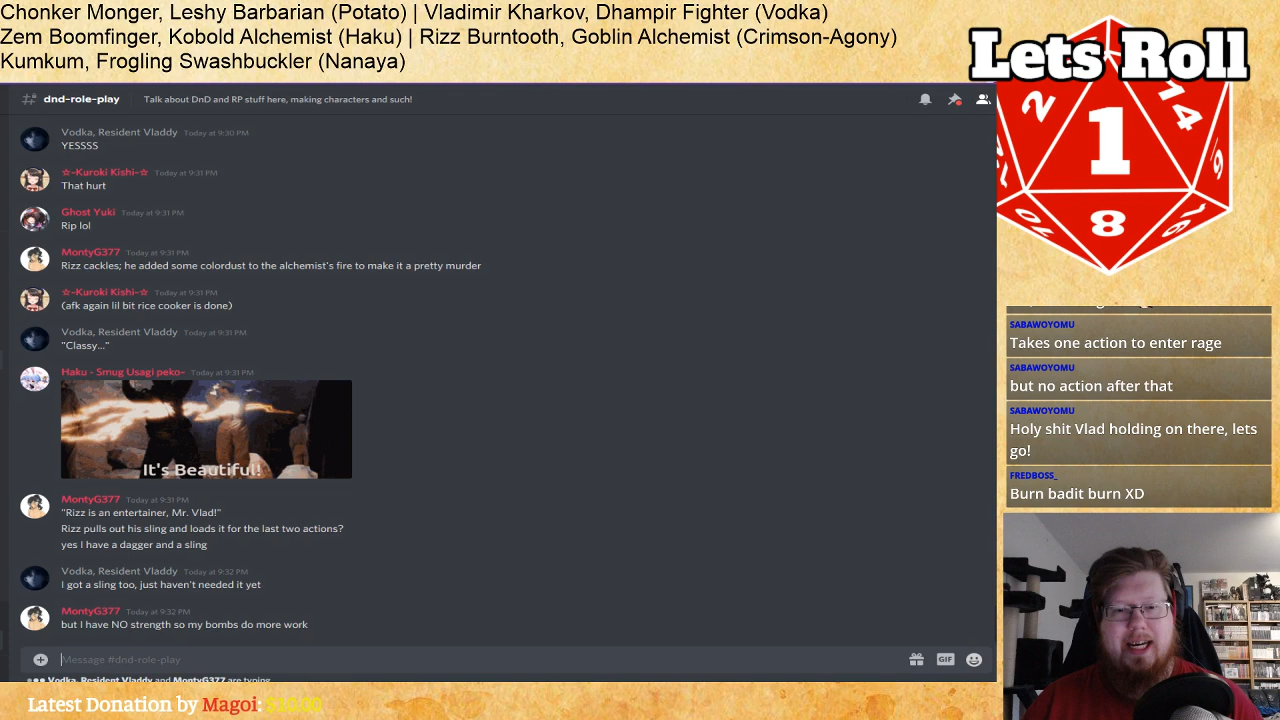 Chonker Monger, Leshy Barbarian (Potato) | Vladimir Kharkov, Dhampir Fighter (Vodka)
Zem Boomfinger, Kobold Alchemist (Haku) | Rizz Burntooth, Goblin Alchemist (Crimson-Agony)
Kumkum, Frogling Swashbuckler (Nanaya)
Lets Roll
2
14
1
8
20
16
dnd-role-play Talk about DnD and RP stuff here, making characters and such!
Vodka, Resident Vladdy Today at 9:30 PM
YESSSS
☆~Kuroki Kishi~☆ Today at 9:31 PM
That hurt
Ghost Yuki Today at 9:31 PM
Rip lol
MontyG377 Today at 9:31 PM
Rizz cackles; he added some colordust to the alchemist's fire to make it a pretty murder
☆~Kuroki Kishi~☆ Today at 9:31 PM
(afk again lil bit rice cooker is done)
Vodka, Resident Vladdy Today at 9:31 PM
"Classy..."
Haku - Smug Usagi peko~ Today at 9:31 PM
It's Beautiful!
MontyG377 Today at 9:31 PM
"Rizz is an entertainer, Mr. Vlad!"
Rizz pulls out his sling and loads it for the last two actions?
yes I have a dagger and a sling
Vodka, Resident Vladdy Today at 9:32 PM
I got a sling too, just haven't needed it yet
MontyG377 Today at 9:32 PM
but I have NO strength so my bombs do more work
Message #dnd-role-play
GIF
Vodka, Resident Vladdy and MontyG377 are typing
SABAWOYOMU
Takes one action to enter rage
SABAWOYOMU
but no action after that
SABAWOYOMU
Holy shit Vlad holding on there, lets
go!
FREDBOSS_
Burn badit burn XD
Latest Donation by Magoi: $10.00